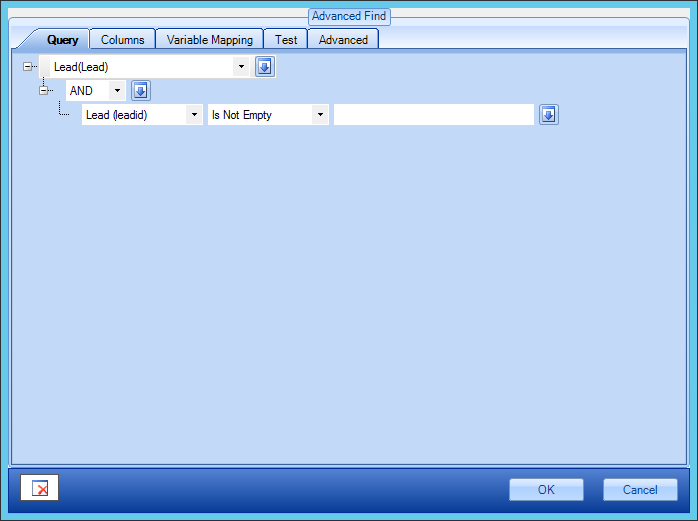 Advanced Find
Query Columns Variable Mapping Test Advanced
Lead(Lead)
AND
Lead (leadid) Is Not Empty
OK Cancel